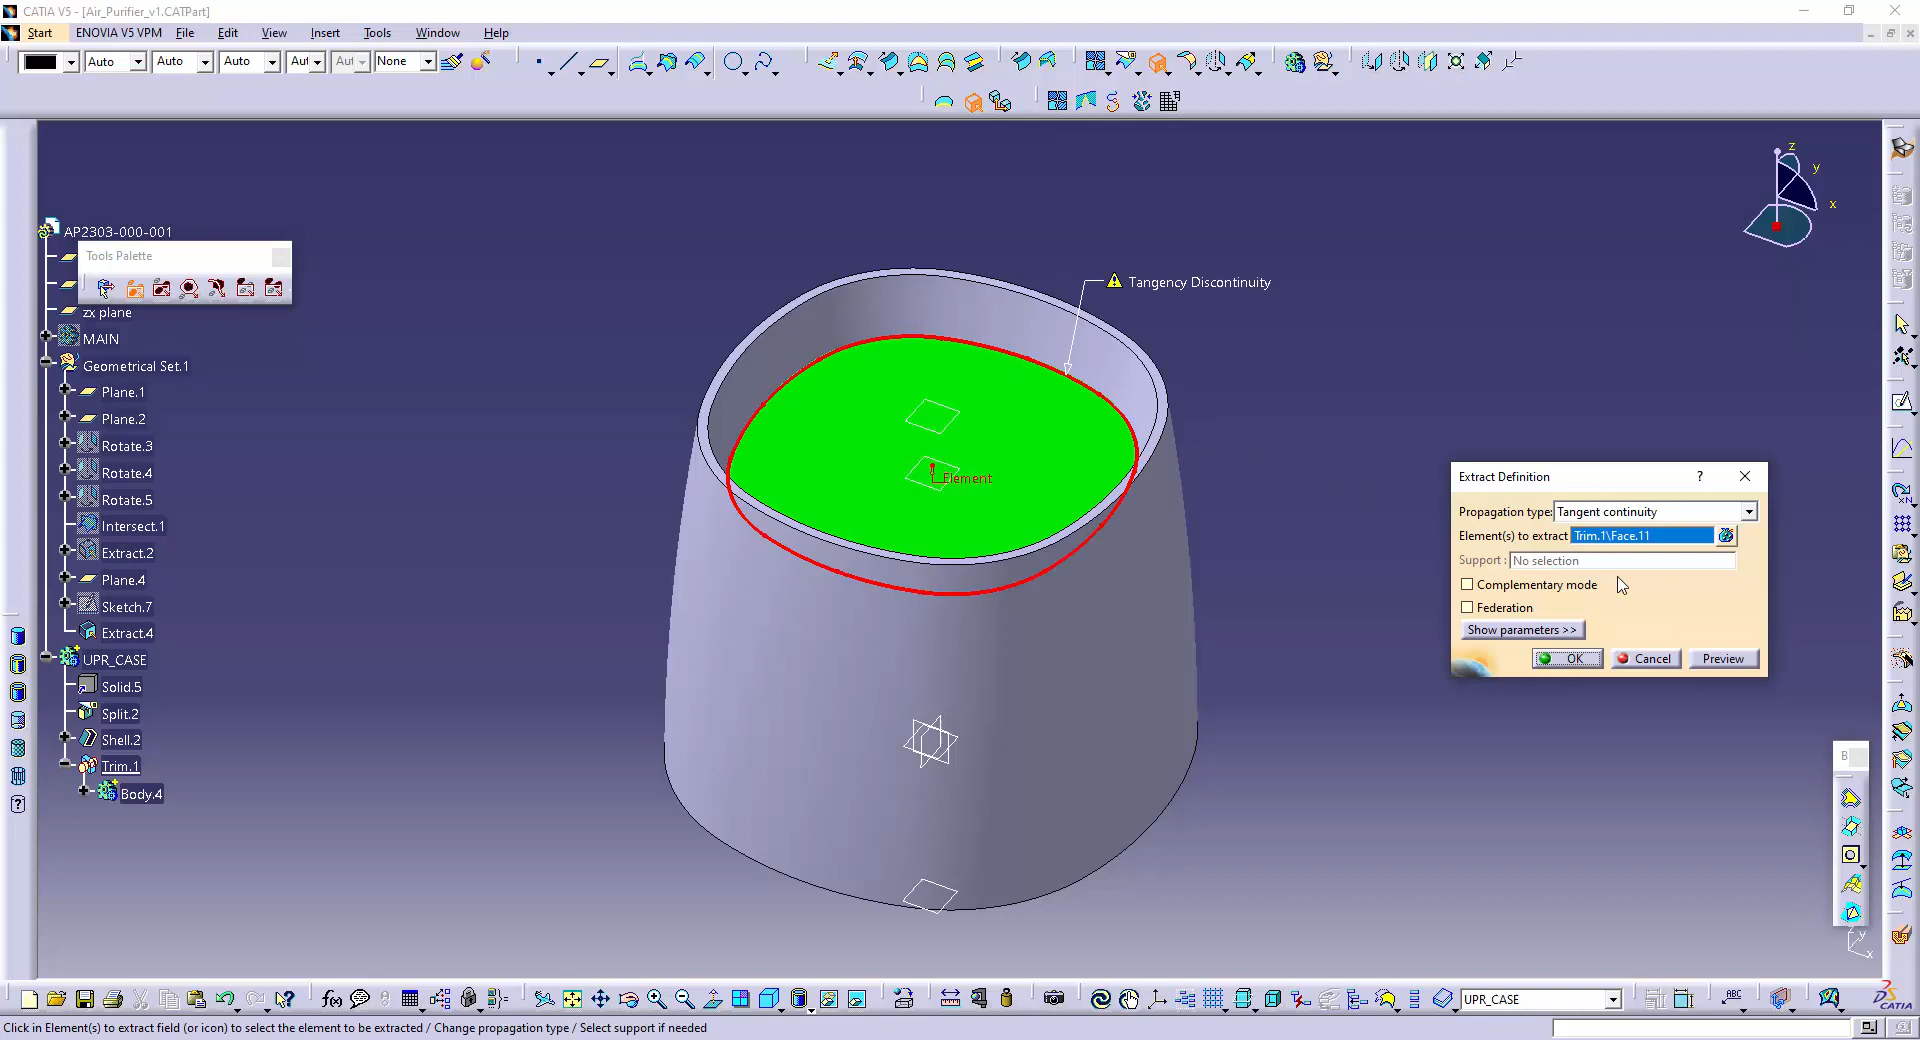 CATIA V5 - [Air_Purifier_v1.CATPart]
Start ENOVIA V5 VPM File Edit View Insert Tools Window Help
Auto Auto Auto Aut Aut None
z
y
x
AP2303-000-001
Tools Palette
zx plane
MAIN
Geometrical Set.1
Plane.1
Plane.2
Rotate.3
Rotate.4
Rotate.5
Intersect.1
Extract.2
Plane.4
Sketch.7
Extract.4
UPR_CASE
Solid.5
Split.2
Shell.2
Trim.1
Body.4
Tangency Discontinuity
Element
Extract Definition ?
Propagation type: Tangent continuity
Element(s) to extract Trim.1\Face.11
Support : No selection
Complementary mode
Federation
Show parameters >>
OK Cancel Preview
B
y
x
f(x) UPR_CASE ABC
CATIA
Click in Element(s) to extract field (or icon) to select the element to be extracted / Change propagation type / Select support if needed